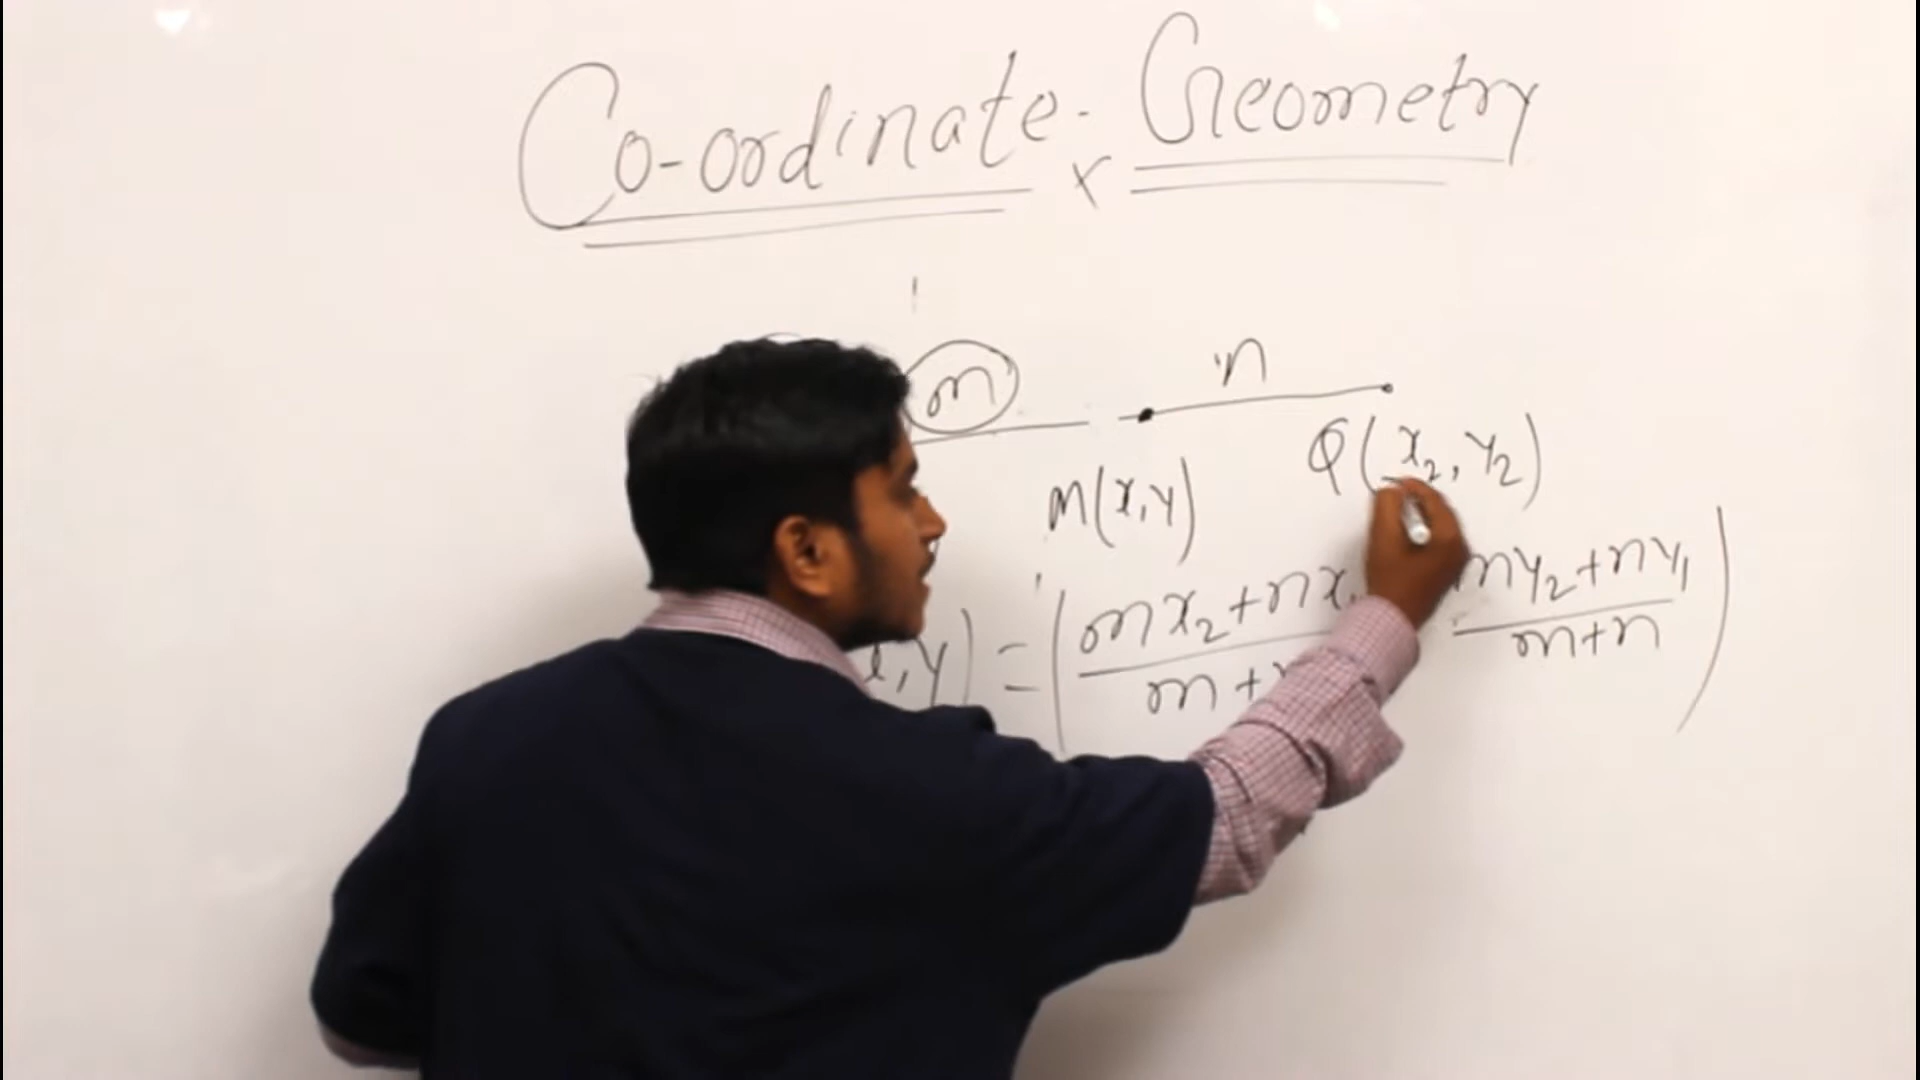 Co-ordinate Geometry
m n
M(x,y) Q(x₂,y₂)
,y) = (mx₂+nx / m+ my₂+ny₁ / m+n)